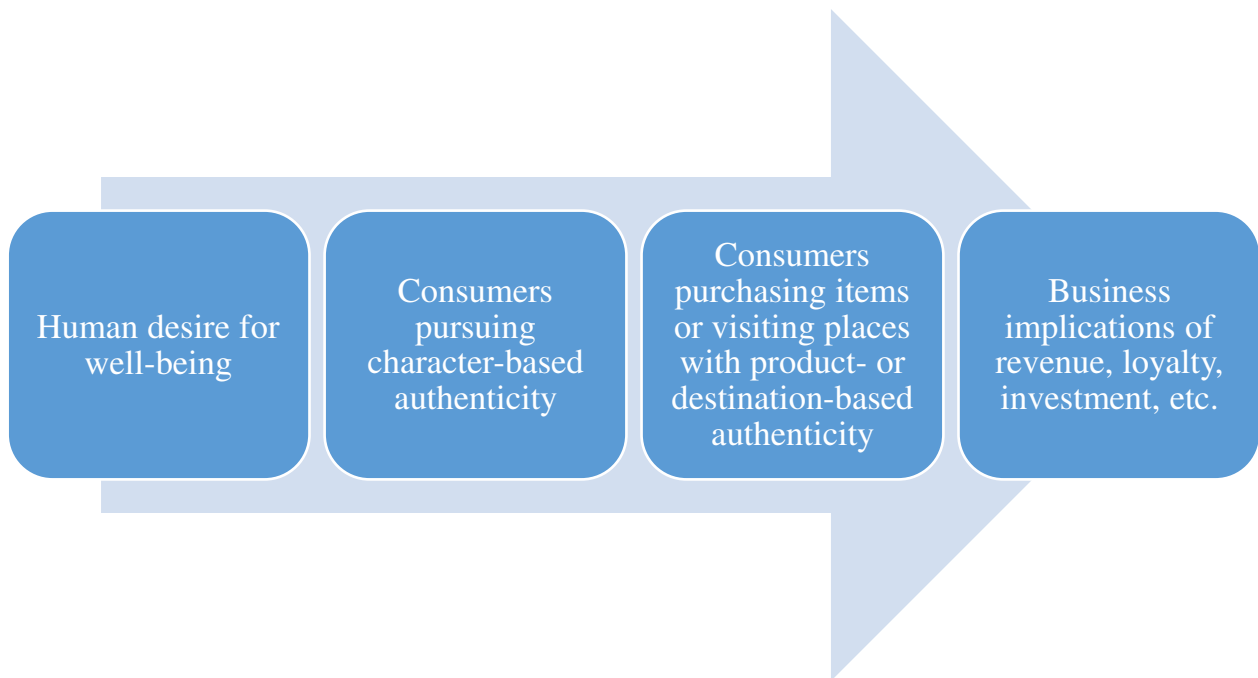 Human desire for
well-being
Consumers
pursuing
character-based
authenticity
Consumers
purchasing items
or visiting places
with product- or
destination-based
authenticity
Business
implications of
revenue, loyalty,
investment, etc.